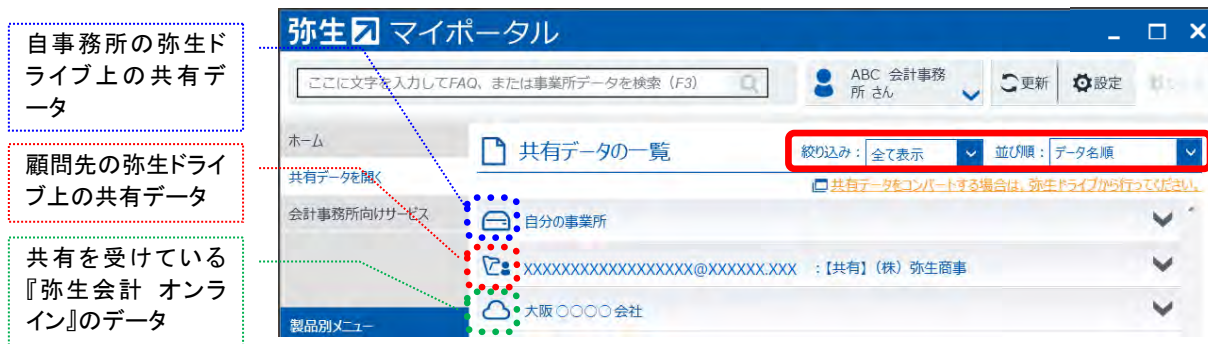 自事務所の弥生ド
ライブ上の共有デ
ータ
顧問先の弥生ドライ
ブ上の共有データ
共有を受けている
『弥生会計 オンラ
イン』のデータ
弥生 マイポータル
ここに文字を入力してFAQ、または事業所データを検索（F3）
ABC 会計事務
所 さん
更新
設定
ホーム
共有データを開く
会計事務所向けサービス
製品別メニュー
共有データの一覧
絞り込み：全て表示
並び順：データ名順
共有データをコンバートする場合は、弥生ドライブから行ってください。
自分の事業所
XXXXXXXXXXXXXXXXXX@XXXXXX.XXX ：【共有】（株）弥生商事
大阪○○○○会社